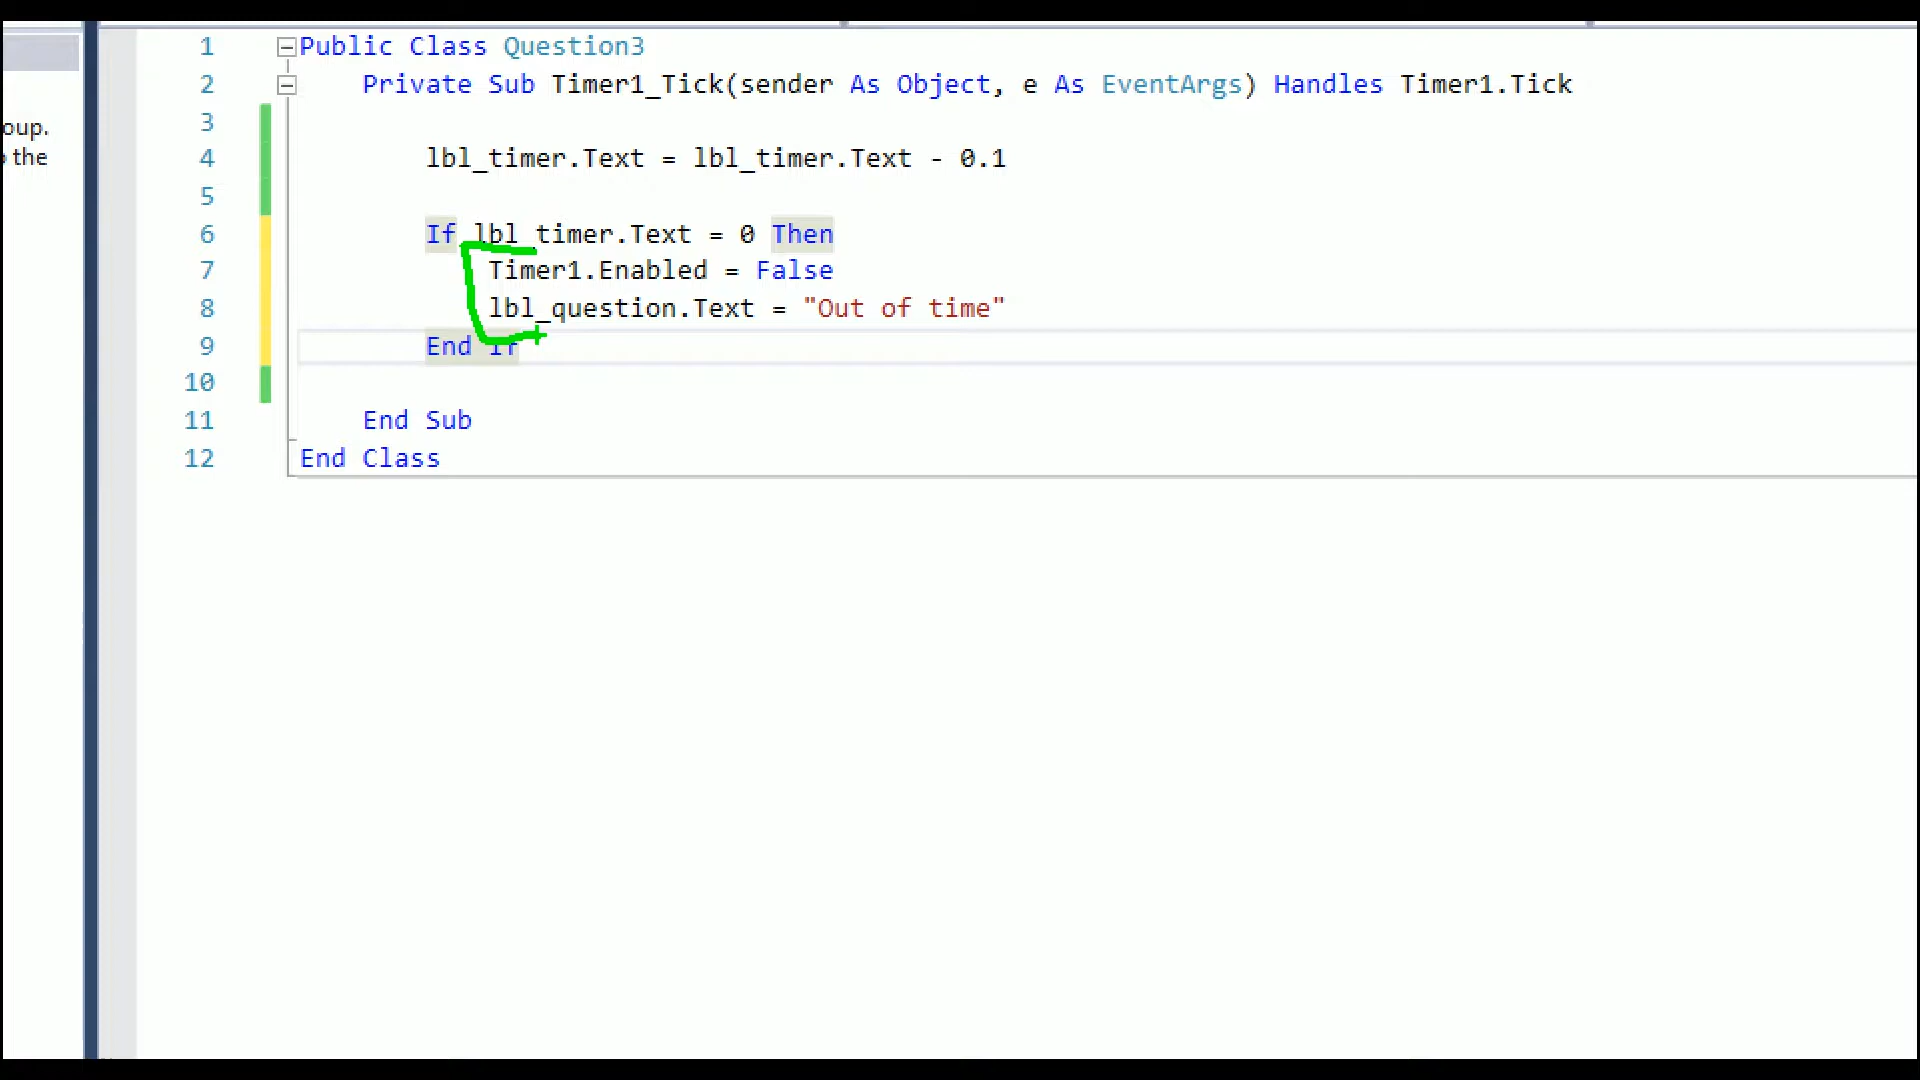 oup.
the
1 Public Class Question3
2 Private Sub Timer1_Tick(sender As Object, e As EventArgs) Handles Timer1.Tick
3
4 lbl_timer.Text = lbl_timer.Text - 0.1
5
6 If lbl_timer.Text = 0 Then
7 Timer1.Enabled = False
8 lbl_question.Text = "Out of time"
9 End If
10
11 End Sub
12 End Class